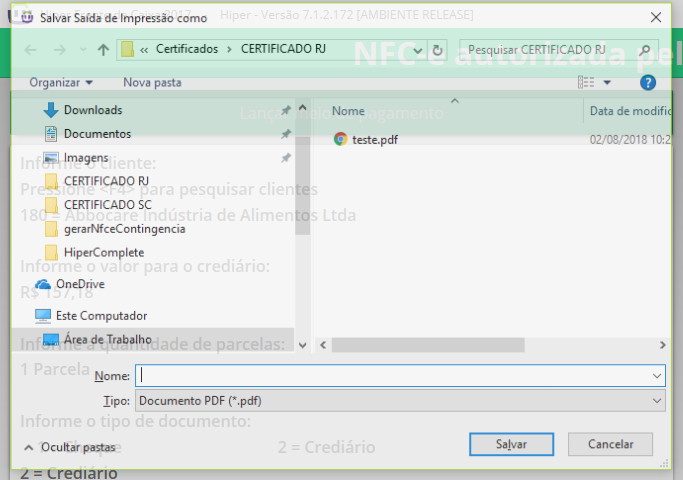 Salvar Saída de Impressão como
Hiper - Versão 7.1.2.172 [AMBIENTE RELEASE]
« Certificados › CERTIFICADO RJ
Pesquisar CERTIFICADO RJ
NFC-e autorizada pel
Organizar
Nova pasta
?
Downloads
Documentos
Imagens
CERTIFICADO RJ
CERTIFICADO SC
gerarNfceContingencia
HiperComplete
OneDrive
Este Computador
Área de Trabalho
Nome
Data de modific
teste.pdf
02/08/2018 10:2
pagamento
Informe o cliente:
Pressione <F4> para pesquisar clientes
180 = Abbocare Indústria de Alimentos Ltda
Informe o valor para o crediário:
R$ 157,18
Informe a quantidade de parcelas:
1 Parcela
Nome:
Tipo: Documento PDF (*.pdf)
Informe o tipo de documento:
2 = Crediário
Ocultar pastas
Salvar
Cancelar
2 = Crediário